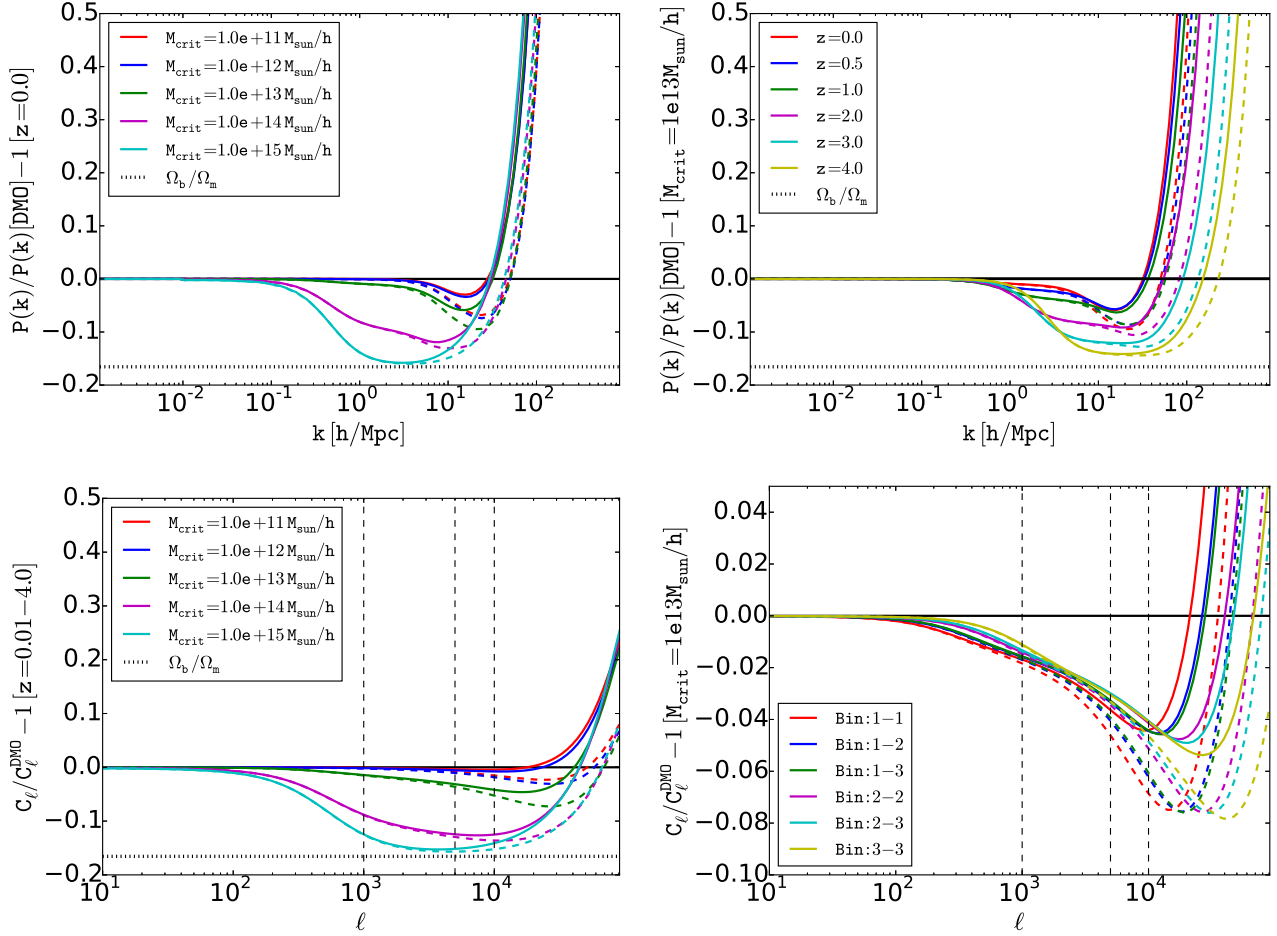 P(k)/P(k)[DMO]−1 [z=0.0]
0.5
0.4
0.3
0.2
0.1
0.0
−0.1
−0.2
M_crit=1.0e+11 M_sun/h
M_crit=1.0e+12 M_sun/h
M_crit=1.0e+13 M_sun/h
M_crit=1.0e+14 M_sun/h
M_crit=1.0e+15 M_sun/h
Ω_b/Ω_m
10^-2 10^-1 10^0 10^1 10^2
k [h/Mpc]
P(k)/P(k)[DMO]−1 [M_crit=1e13M_sun/h]
0.5
0.4
0.3
0.2
0.1
0.0
−0.1
−0.2
z=0.0
z=0.5
z=1.0
z=2.0
z=3.0
z=4.0
Ω_b/Ω_m
10^-2 10^-1 10^0 10^1 10^2
k [h/Mpc]
C_ℓ/C_ℓ^DMO−1 [z=0.01−4.0]
0.5
0.4
0.3
0.2
0.1
0.0
−0.1
−0.2
M_crit=1.0e+11 M_sun/h
M_crit=1.0e+12 M_sun/h
M_crit=1.0e+13 M_sun/h
M_crit=1.0e+14 M_sun/h
M_crit=1.0e+15 M_sun/h
Ω_b/Ω_m
10^1 10^2 10^3 10^4
ℓ
C_ℓ/C_ℓ^DMO−1 [M_crit=1e13M_sun/h]
0.04
0.02
0.00
−0.02
−0.04
−0.06
−0.08
−0.10
Bin:1−1
Bin:1−2
Bin:1−3
Bin:2−2
Bin:2−3
Bin:3−3
10^1 10^2 10^3 10^4
ℓ